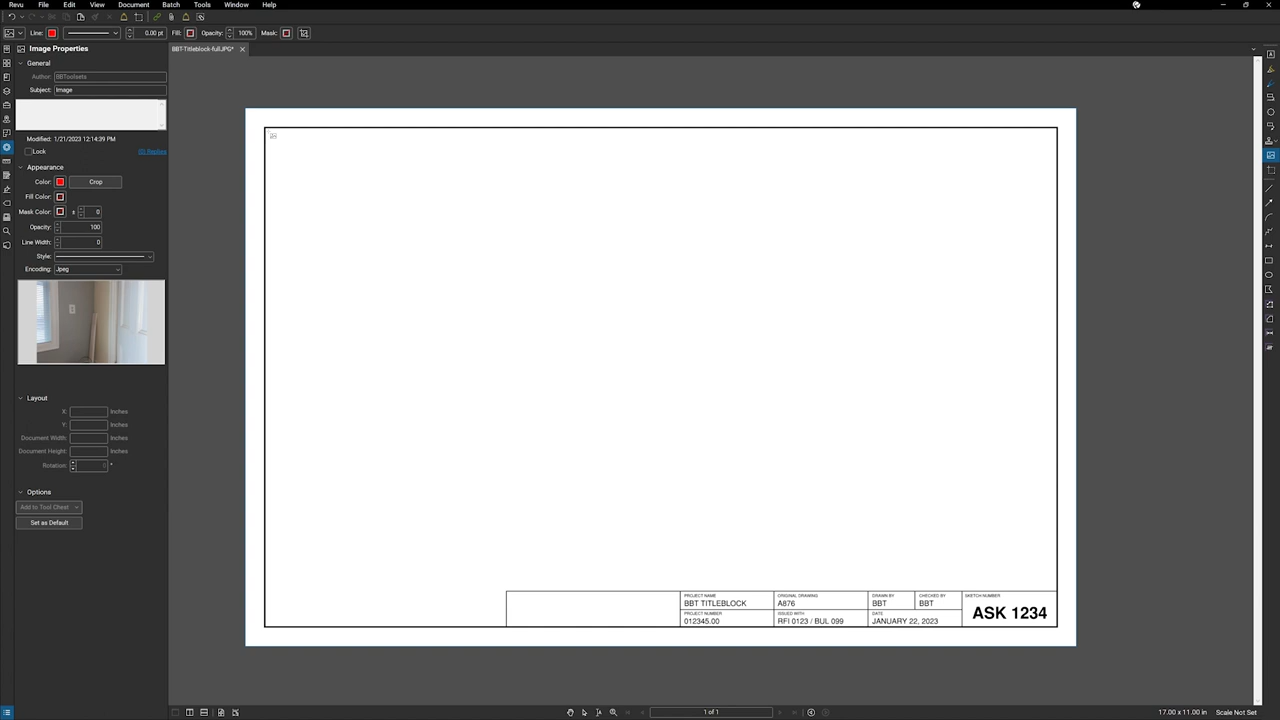 Revu File Edit View Document Batch Tools Window Help
Line: 0.00 pt Fill: Opacity: 100% Mask:
Image Properties
BBT-Titleblock-fullJPG*
General
Author: BBToolsets
Subject: Image
Modified: 1/21/2023 12:14:39 PM
Lock
Replies
Appearance
Color: Crop
Fill Color:
Mask Color: ± 0
Opacity: 100
Line Width: 0
Style:
Encoding: Jpeg
Layout
X: Inches
Y: Inches
Document Width: Inches
Document Height: Inches
Rotation: 0 °
Options
Add to Tool Chest
Set as Default
PROJECT NAME ORIGINAL DRAWING DRAWN BY CHECKED BY SKETCH NUMBER
BBT TITLEBLOCK A876 BBT BBT
ASK 1234
PROJECT NUMBER ISSUED WITH DATE
012345.00 RFI 0123 / BUL 099 JANUARY 22, 2023
1 of 1
17.00 x 11.00 in Scale Not Set